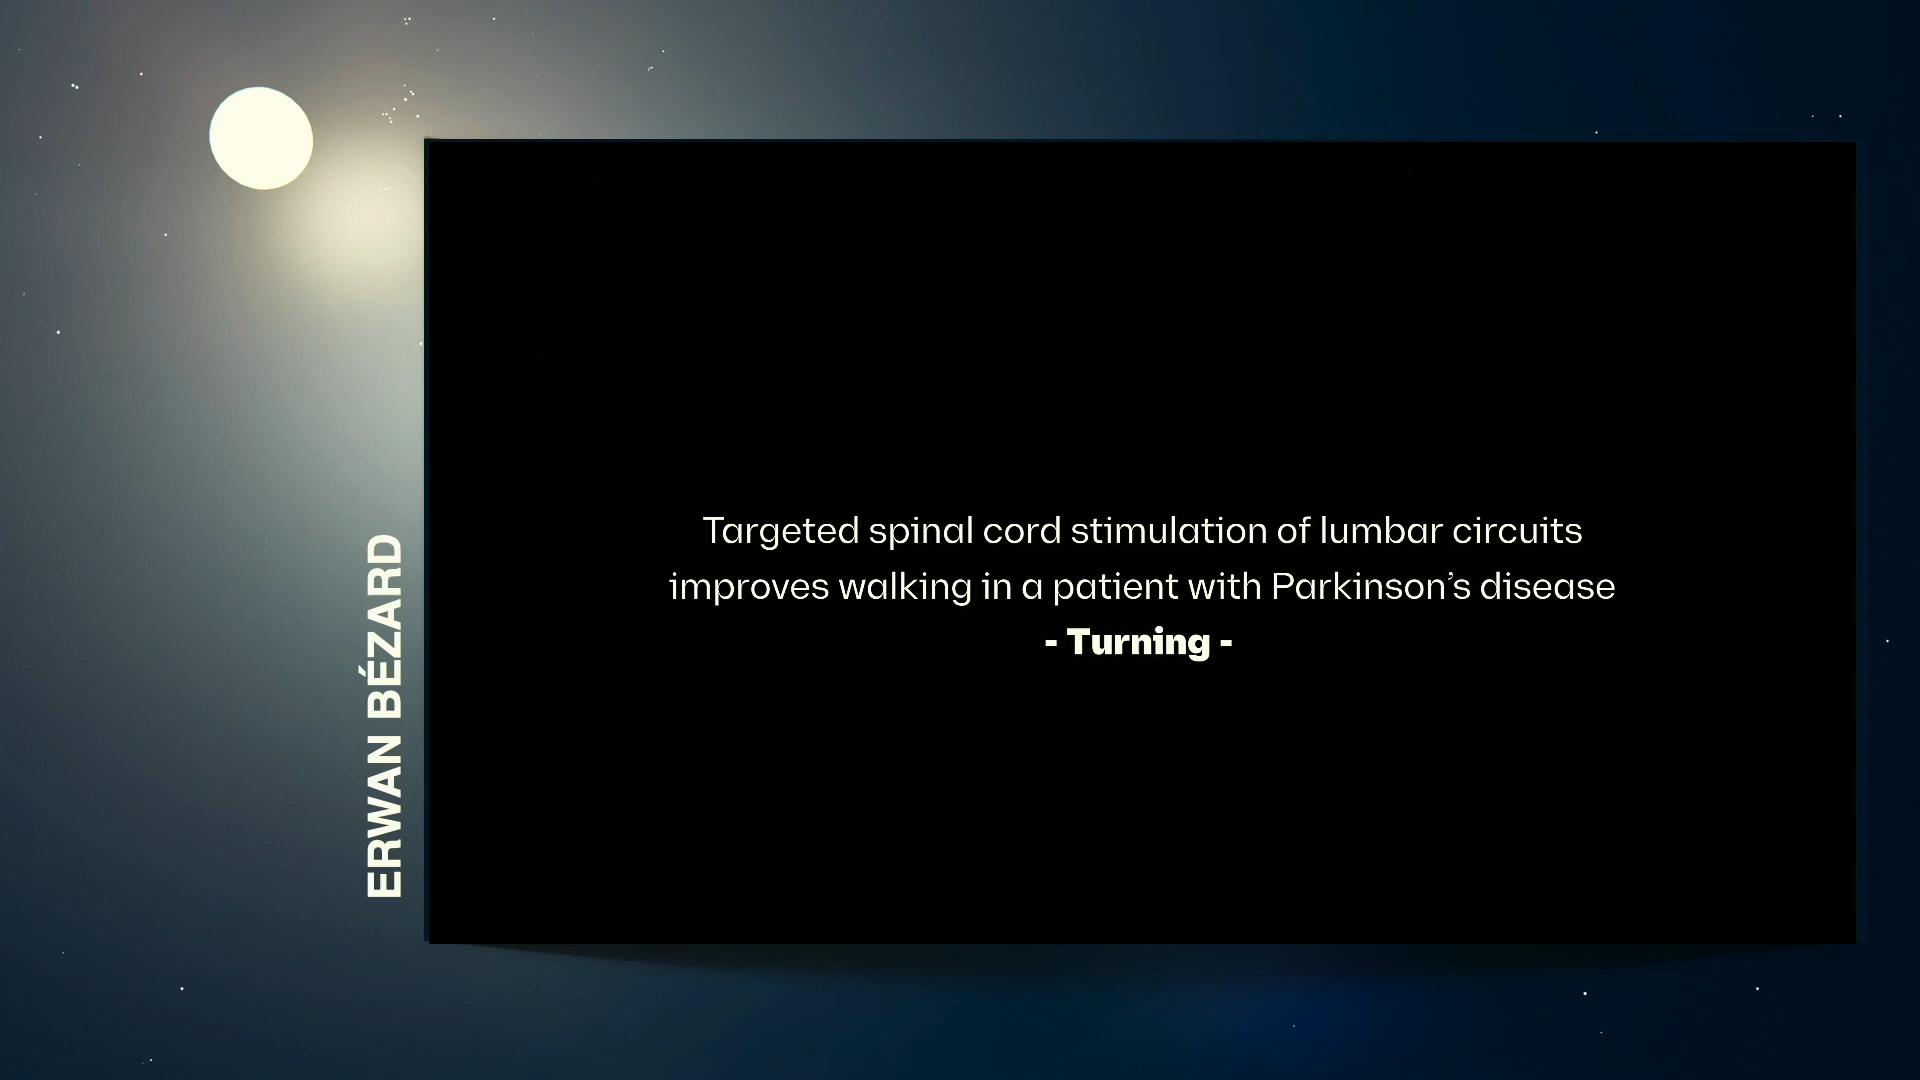 ERWAN BÉZARD
Targeted spinal cord stimulation of lumbar circuits
improves walking in a patient with Parkinson’s disease
- Turning -